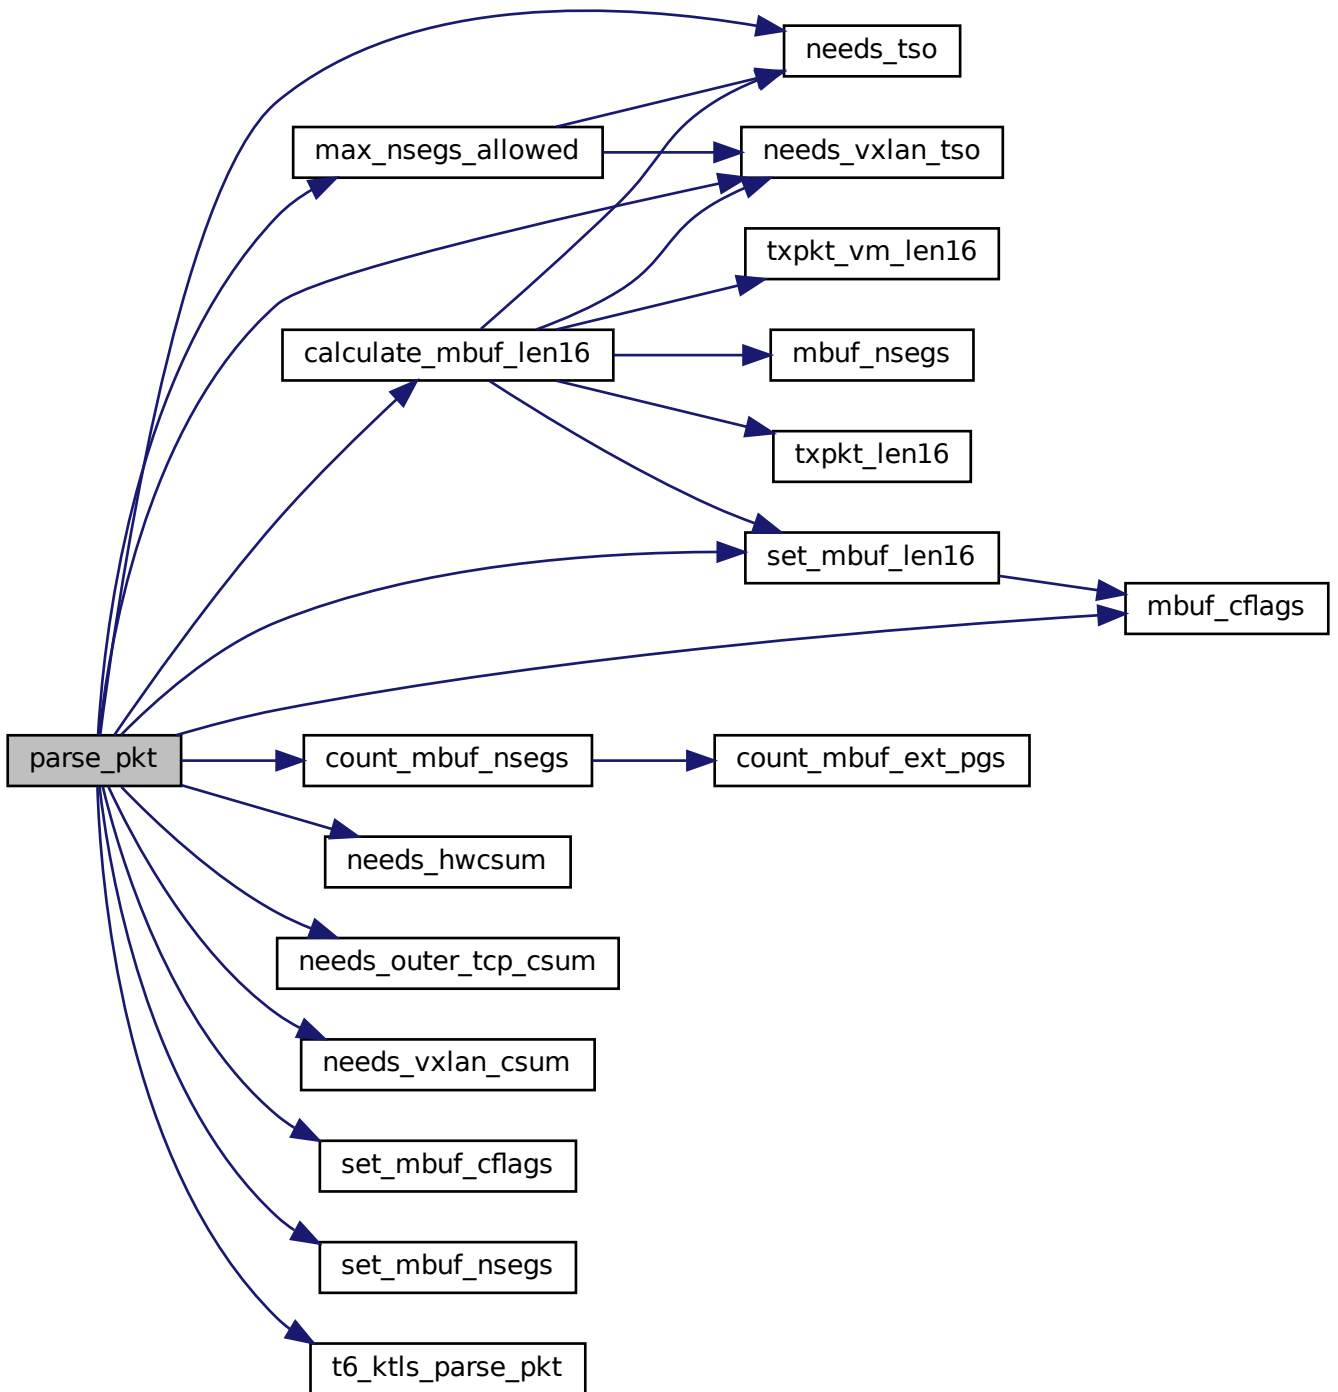 needs_tso
max_nsegs_allowed
needs_vxlan_tso
txpkt_vm_len16
calculate_mbuf_len16
mbuf_nsegs
txpkt_len16
set_mbuf_len16
mbuf_cflags
parse_pkt
count_mbuf_nsegs
count_mbuf_ext_pgs
needs_hwcsum
needs_outer_tcp_csum
needs_vxlan_csum
set_mbuf_cflags
set_mbuf_nsegs
t6_ktls_parse_pkt